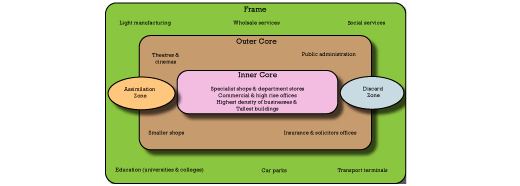 Frame
Light manufacturing
Wholsale services
Social services
Outer Core
Theatres &
cinemas
Public administration
Inner Core
Specialist shops & department stores
Commercial & high rise offices
Highest density of businesses &
Tallest buildings
Assimilation
Zone
Discard
Zone
Smaller shops
Insurance & solicitors offices
Education (universities & colleges)
Car parks
Transport terminals